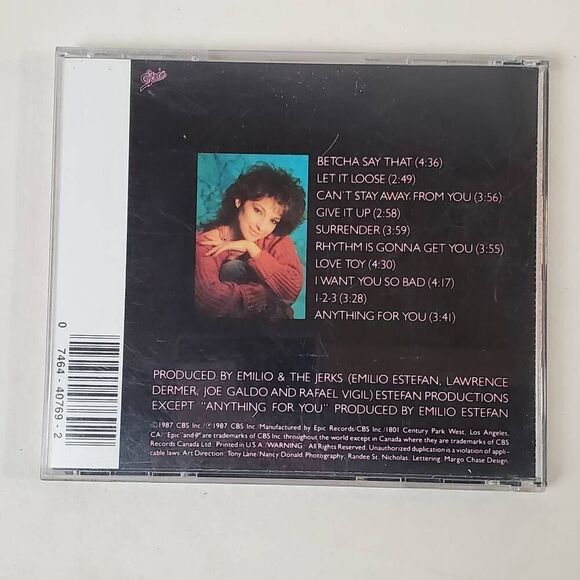 Epic
BETCHA SAY THAT (4:36)
LET IT LOOSE (2:49)
CAN'T STAY AWAY FROM YOU (3:56)
GIVE IT UP (2:58)
SURRENDER (3:59)
RHYTHM IS GONNA GET YOU (3:55)
LOVE TOY (4:30)
I WANT YOU SO BAD (4:17)
1-2-3 (3:28)
ANYTHING FOR YOU (3:41)
0 7464-40769-2
PRODUCED BY EMILIO & THE JERKS (EMILIO ESTEFAN, LAWRENCE
DERMER, JOE GALDO AND RAFAEL VIGIL) ESTEFAN PRODUCTIONS
EXCEPT "ANYTHING FOR YOU" PRODUCED BY EMILIO ESTEFAN
©1987 CBS Inc./℗1987 CBS Inc./Manufactured by Epic Records/CBS Inc./1801 Century Park West, Los Angeles,
CA/"Epic" and are trademarks of CBS Inc. throughout the world except in Canada where they are trademarks of CBS
Records Canada Ltd. Printed in U.S.A./WARNING: All Rights Reserved. Unauthorized duplication is a violation of appli-
cable laws. Art Direction: Tony Lane/Nancy Donald. Photography: Randee St. Nicholas. Lettering: Margo Chase Design.